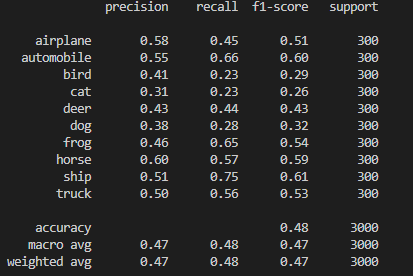 precision recall f1-score support
airplane 0.58 0.45 0.51 300
automobile 0.55 0.66 0.60 300
bird 0.41 0.23 0.29 300
cat 0.31 0.23 0.26 300
deer 0.43 0.44 0.43 300
dog 0.38 0.28 0.32 300
frog 0.46 0.65 0.54 300
horse 0.60 0.57 0.59 300
ship 0.51 0.75 0.61 300
truck 0.50 0.56 0.53 300
accuracy 0.48 3000
macro avg 0.47 0.48 0.47 3000
weighted avg 0.47 0.48 0.47 3000